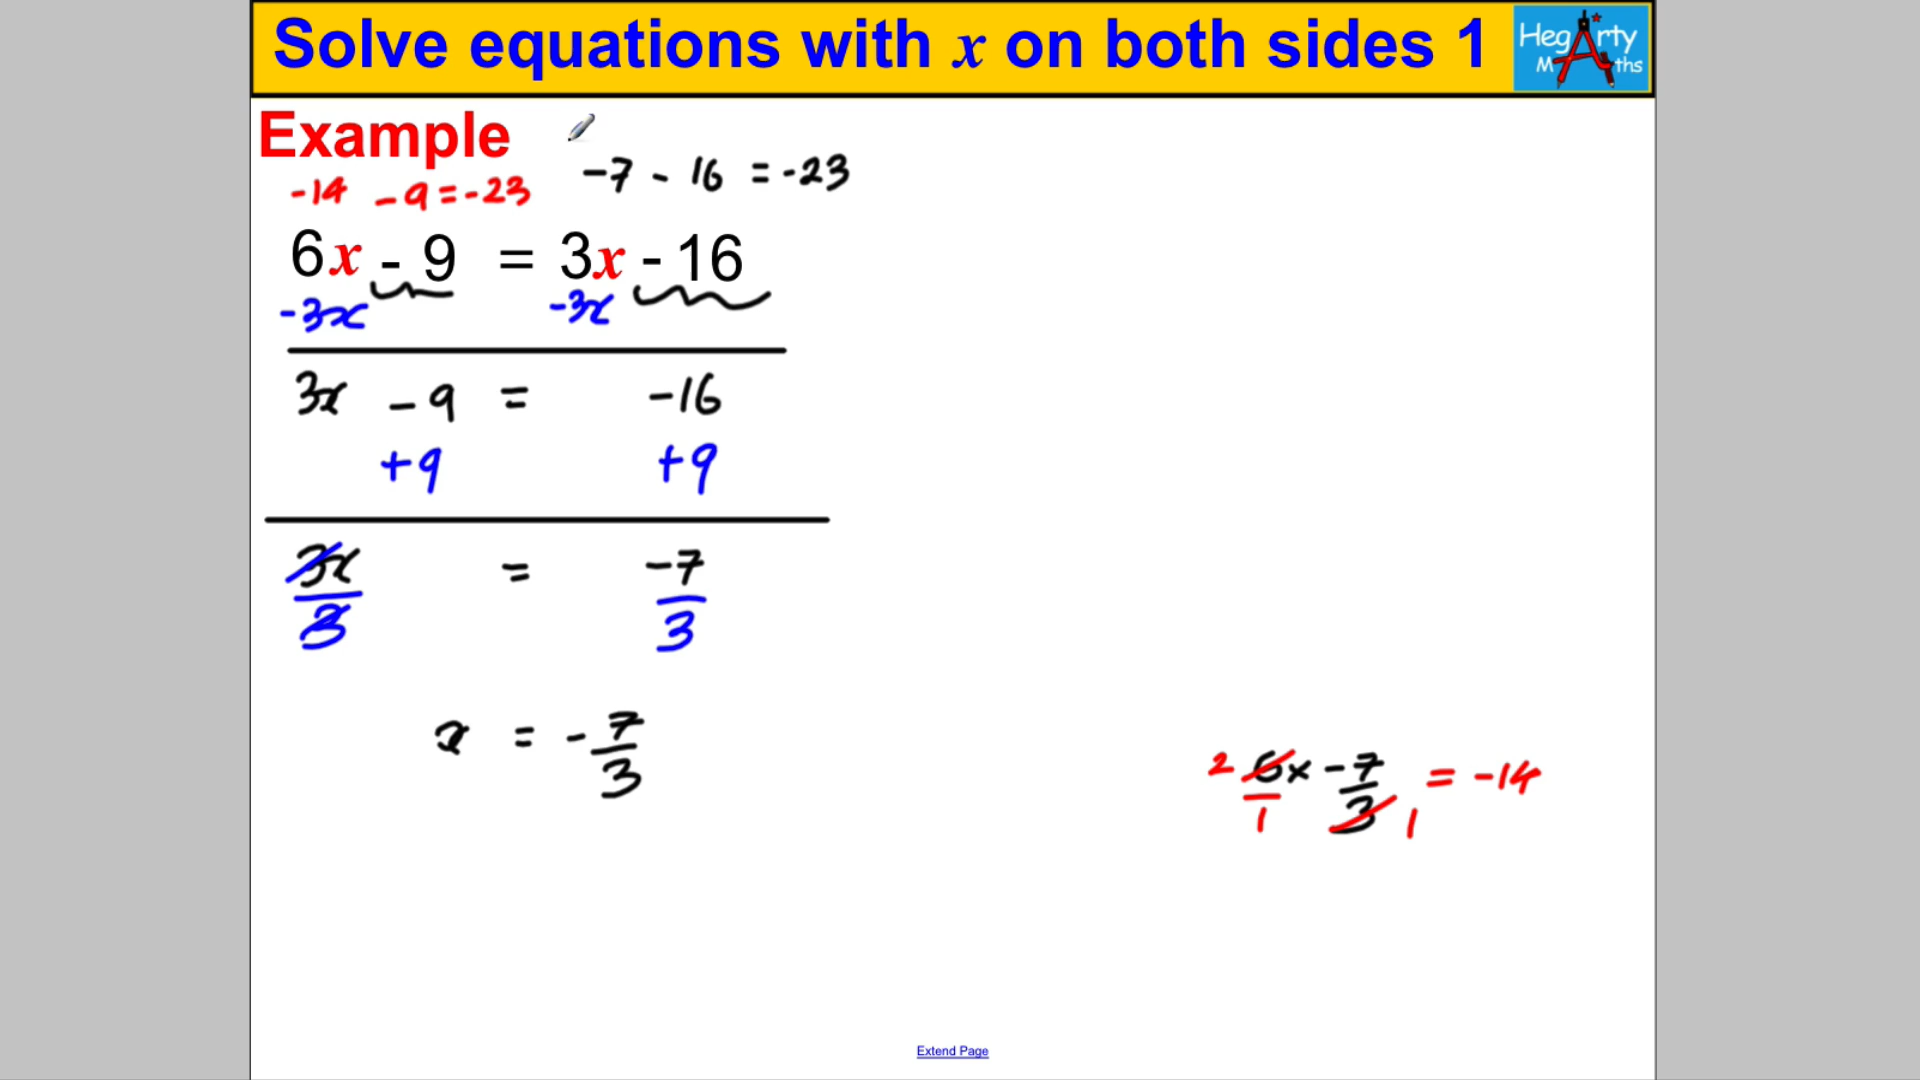 Solve equations with x on both sides 1
Hegarty
Maths
Example
-7 - 16 = -23
-14 - 9 = -23
6x - 9 = 3x - 16
-3x -3x
3x - 9 = -16
+9 +9
3x/3 = -7/3
x = -7/3
2 6/1 x -7/3 1 = -14
Extend Page